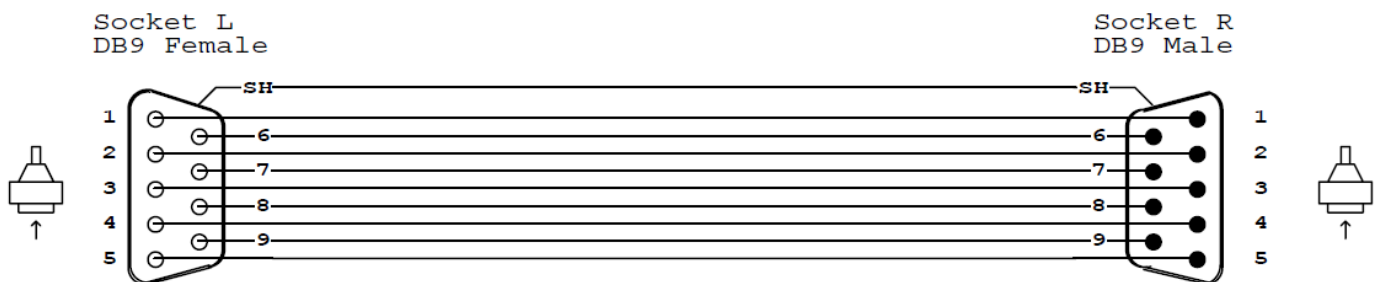 Socket L
DB9 Female
Socket R
DB9 Male
SH SH
1 1
6 6
2 2
7 7
3 3
8 8
4 4
9 9
5 5